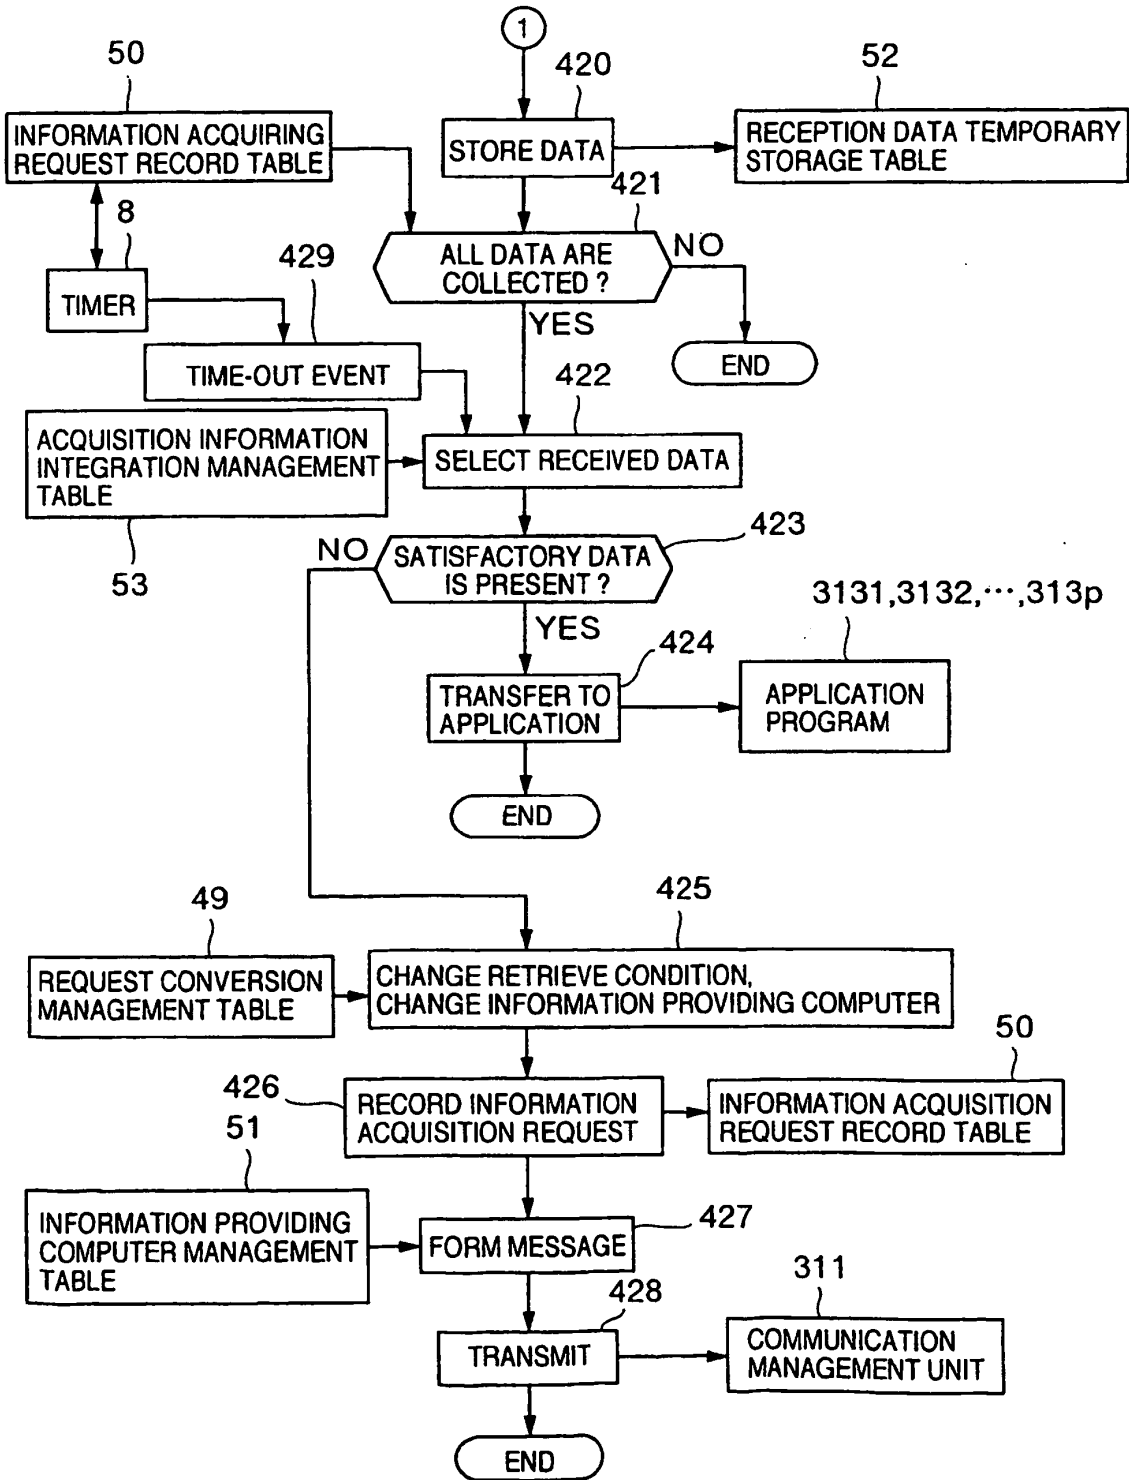 1
50
420
52
INFORMATION ACQUIRING
REQUEST RECORD TABLE
STORE DATA
RECEPTION DATA TEMPORARY
STORAGE TABLE
421
8
ALL DATA ARE
COLLECTED ?
NO
429
TIMER
YES
END
TIME-OUT EVENT
422
ACQUISITION INFORMATION
INTEGRATION MANAGEMENT
TABLE
SELECT RECEIVED DATA
423
NO
SATISFACTORY DATA
IS PRESENT ?
53
3131,3132,···,313p
YES
424
TRANSFER TO
APPLICATION
APPLICATION
PROGRAM
END
49
425
REQUEST CONVERSION
MANAGEMENT TABLE
CHANGE RETRIEVE CONDITION,
CHANGE INFORMATION PROVIDING COMPUTER
50
426
RECORD INFORMATION
ACQUISITION REQUEST
INFORMATION ACQUISITION
REQUEST RECORD TABLE
51
427
INFORMATION PROVIDING
COMPUTER MANAGEMENT
TABLE
FORM MESSAGE
428
311
TRANSMIT
COMMUNICATION
MANAGEMENT UNIT
END